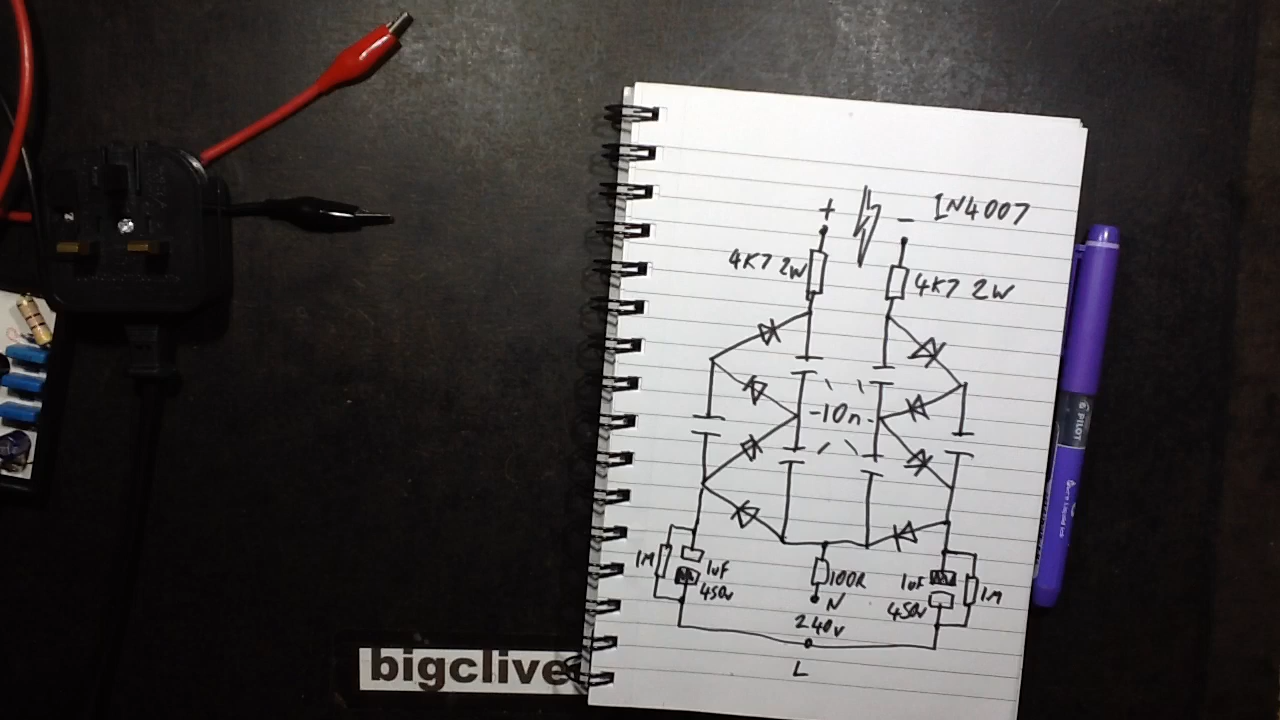 + - 1N4007
4K7 2W
4K7 2W
10n
1M
1uF
450v
100R
N
240v
L
1uF
450v
1M
bigclive
PILOT